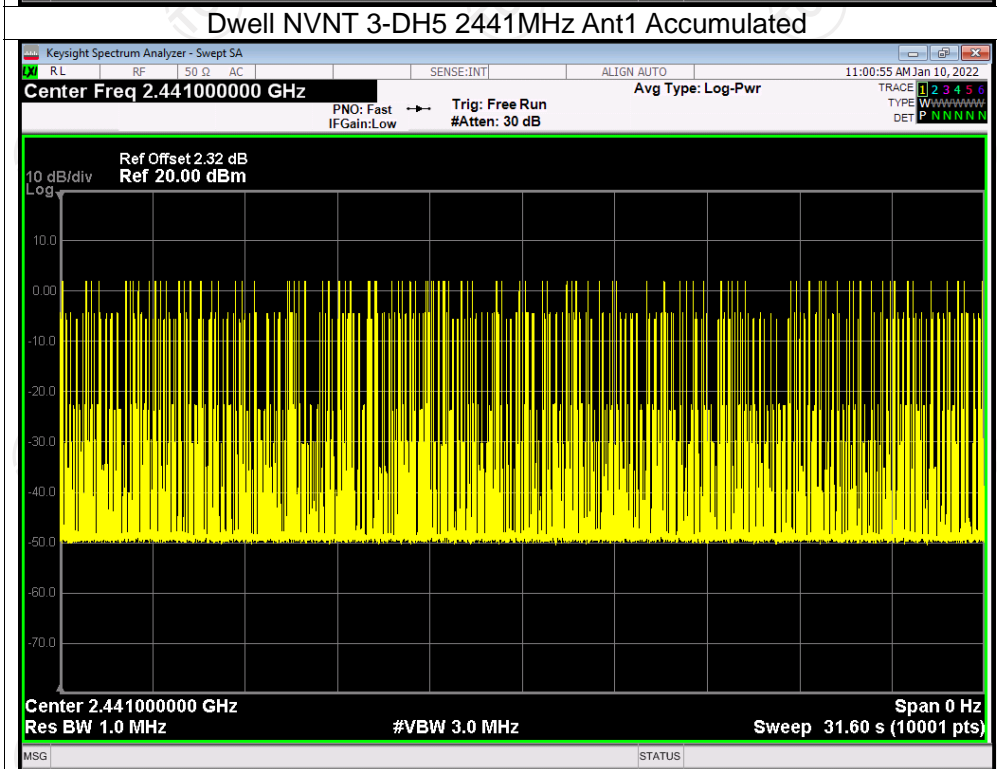 Dwell NVNT 3-DH5 2441MHz Ant1 Accumulated
Keysight Spectrum Analyzer - Swept SA
LXI RL RF 50 Ω AC SENSE:INT ALIGN AUTO 11:00:55 AM Jan 10, 2022
Center Freq 2.441000000 GHz Avg Type: Log-Pwr TRACE 1 2 3 4 5 6
PNO: Fast Trig: Free Run TYPE WWWWWW
IFGain:Low #Atten: 30 dB DET P N N N N N
Ref Offset 2.32 dB
10 dB/div Ref 20.00 dBm
Log
10.0
0.00
-10.0
-20.0
-30.0
-40.0
-50.0
-60.0
-70.0
Center 2.441000000 GHz Span 0 Hz
Res BW 1.0 MHz #VBW 3.0 MHz Sweep 31.60 s (10001 pts)
MSG STATUS